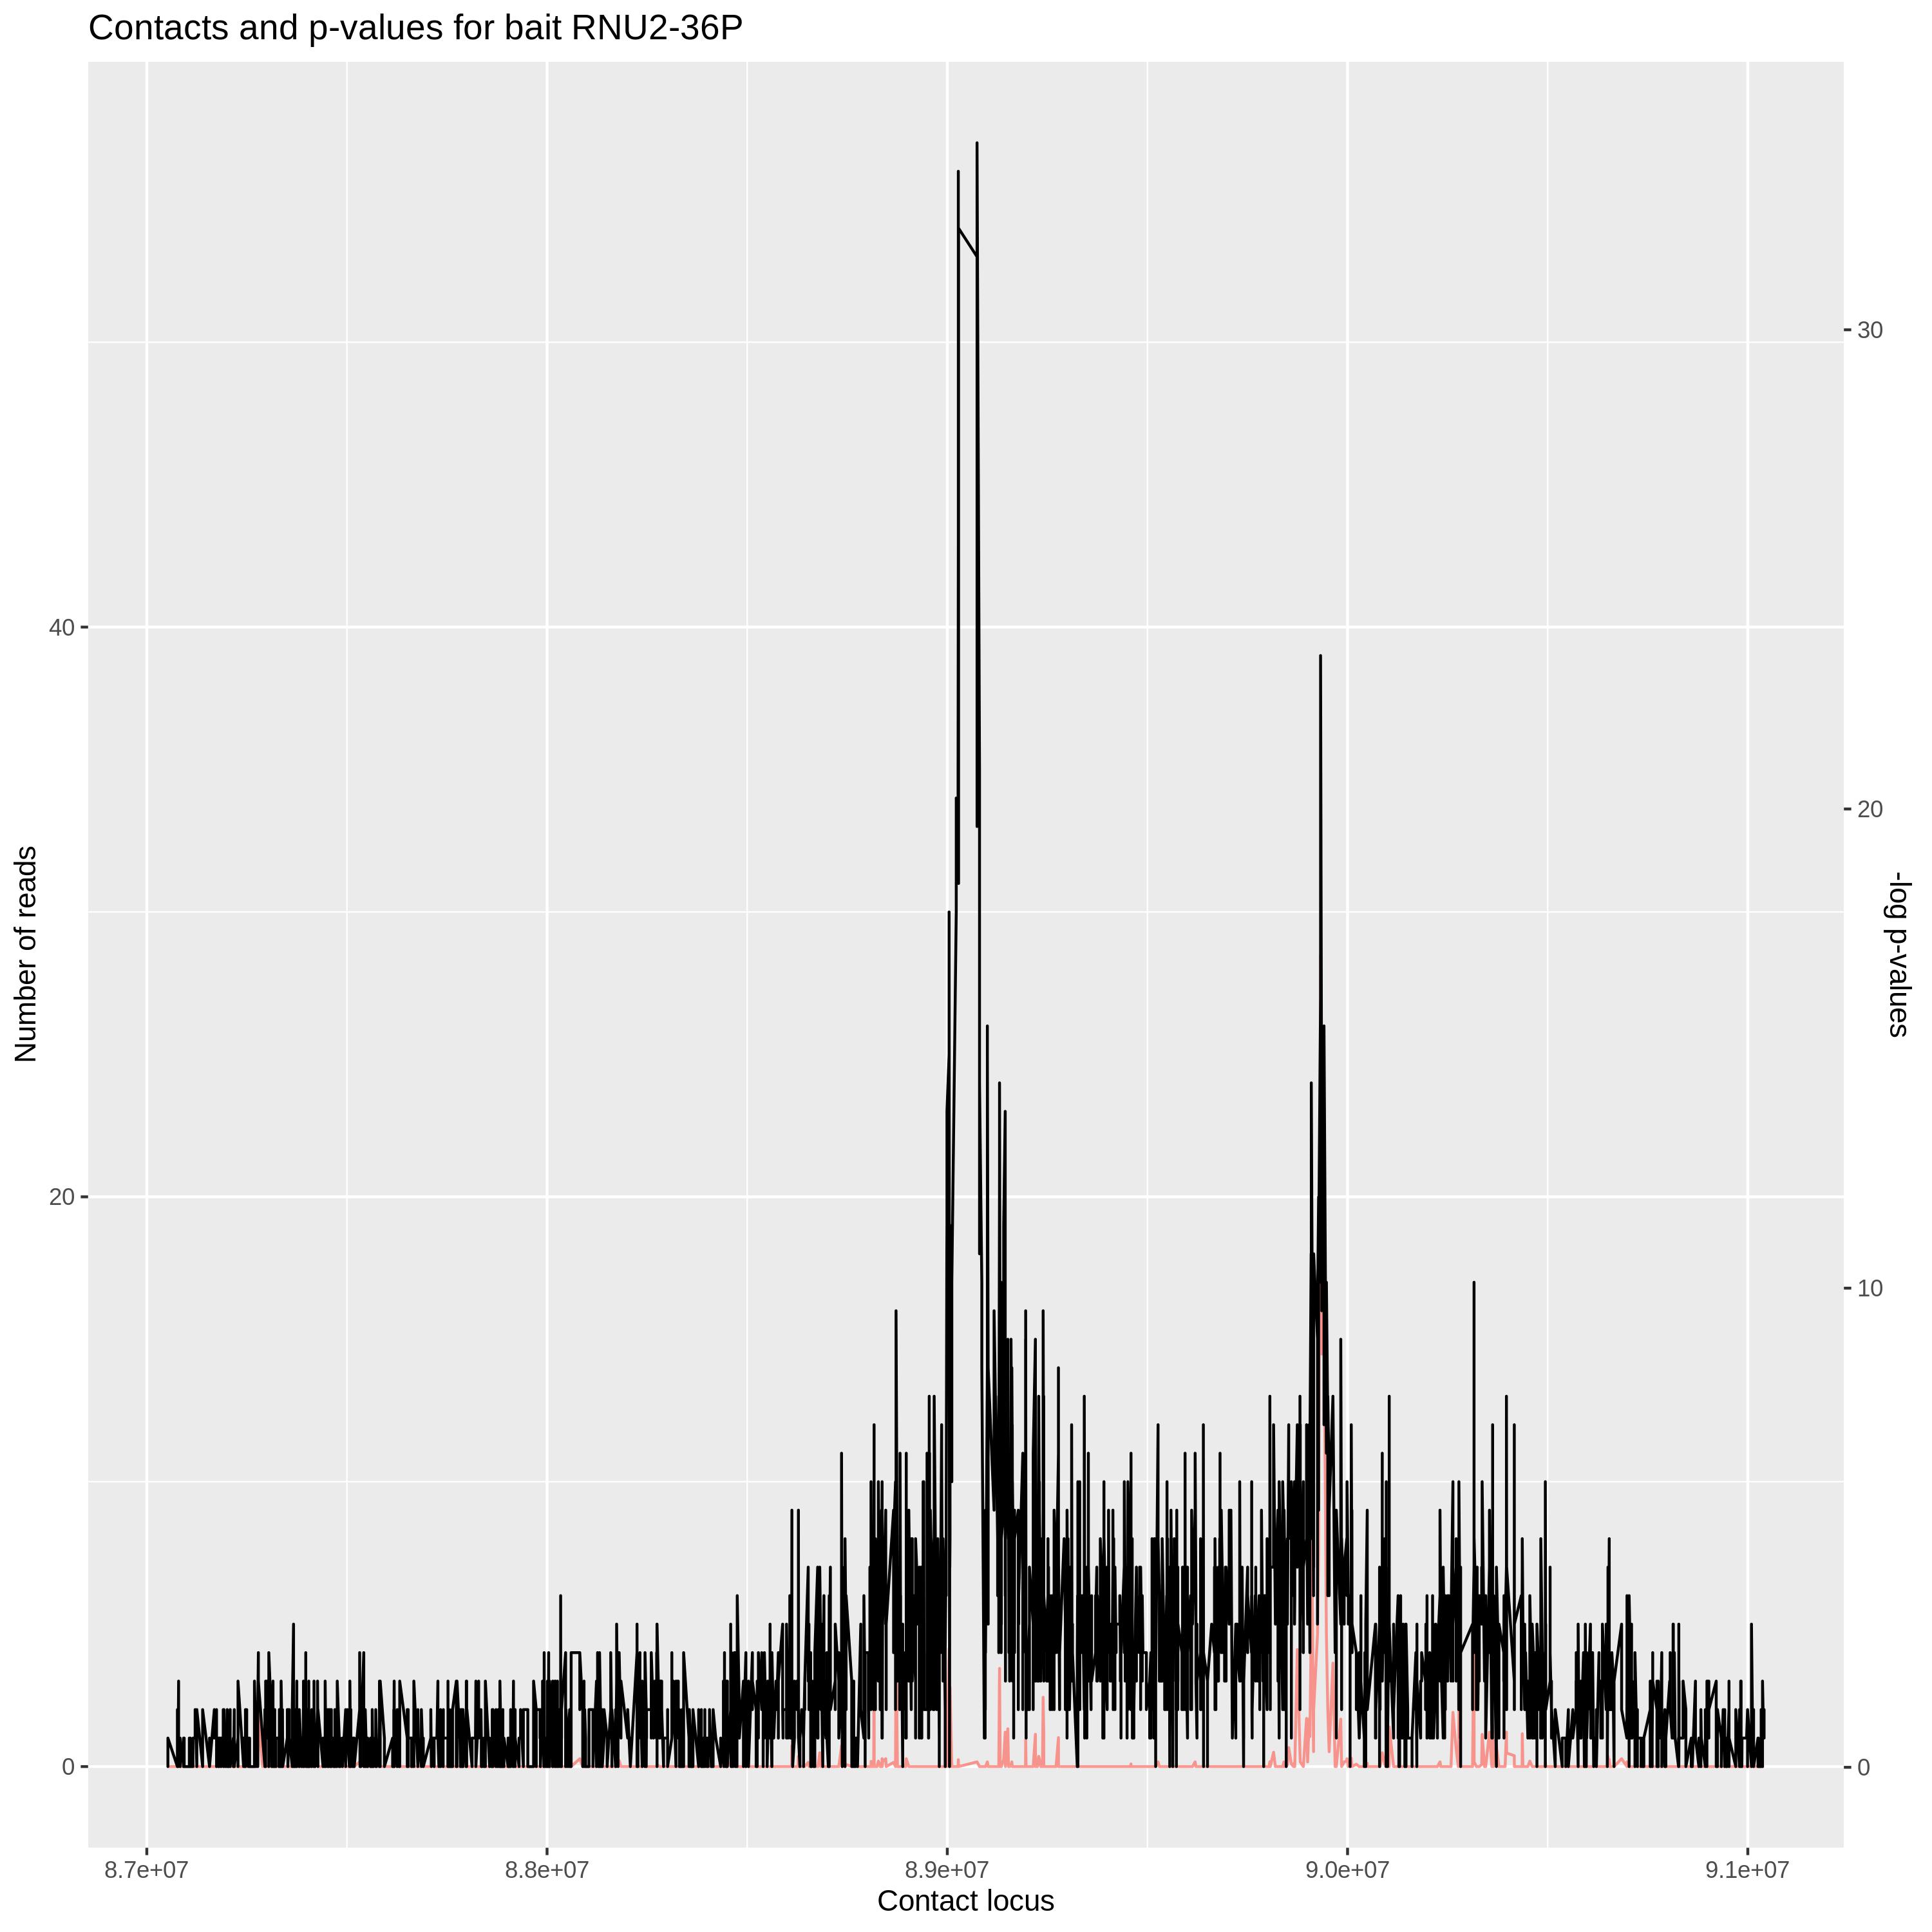 Contacts and p-values for bait RNU2-36P
Number of reads
40
20
0
30
20
10
0
-log p-values
8.7e+07
8.8e+07
8.9e+07
9.0e+07
9.1e+07
Contact locus